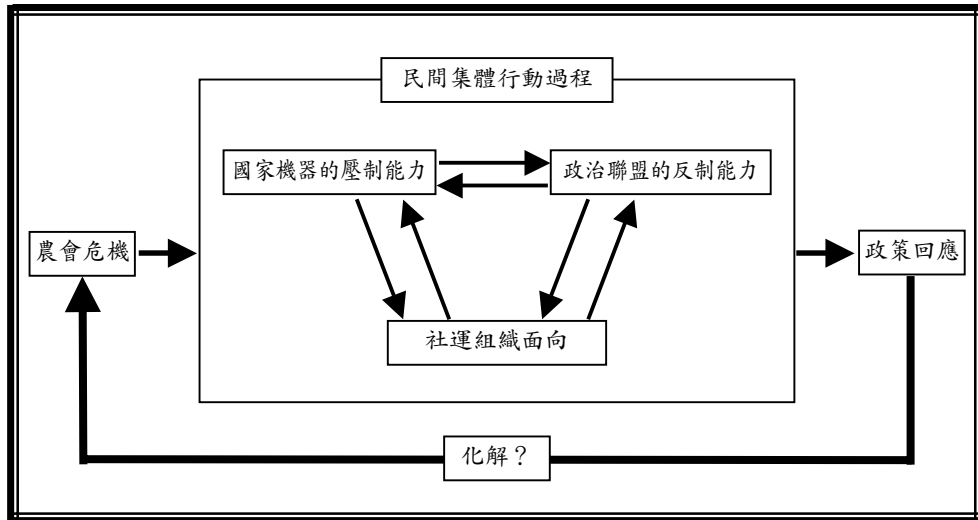 民間集體行動過程
國家機器的壓制能力
政治聯盟的反制能力
農會危機
政策回應
社運組織面向
化解？